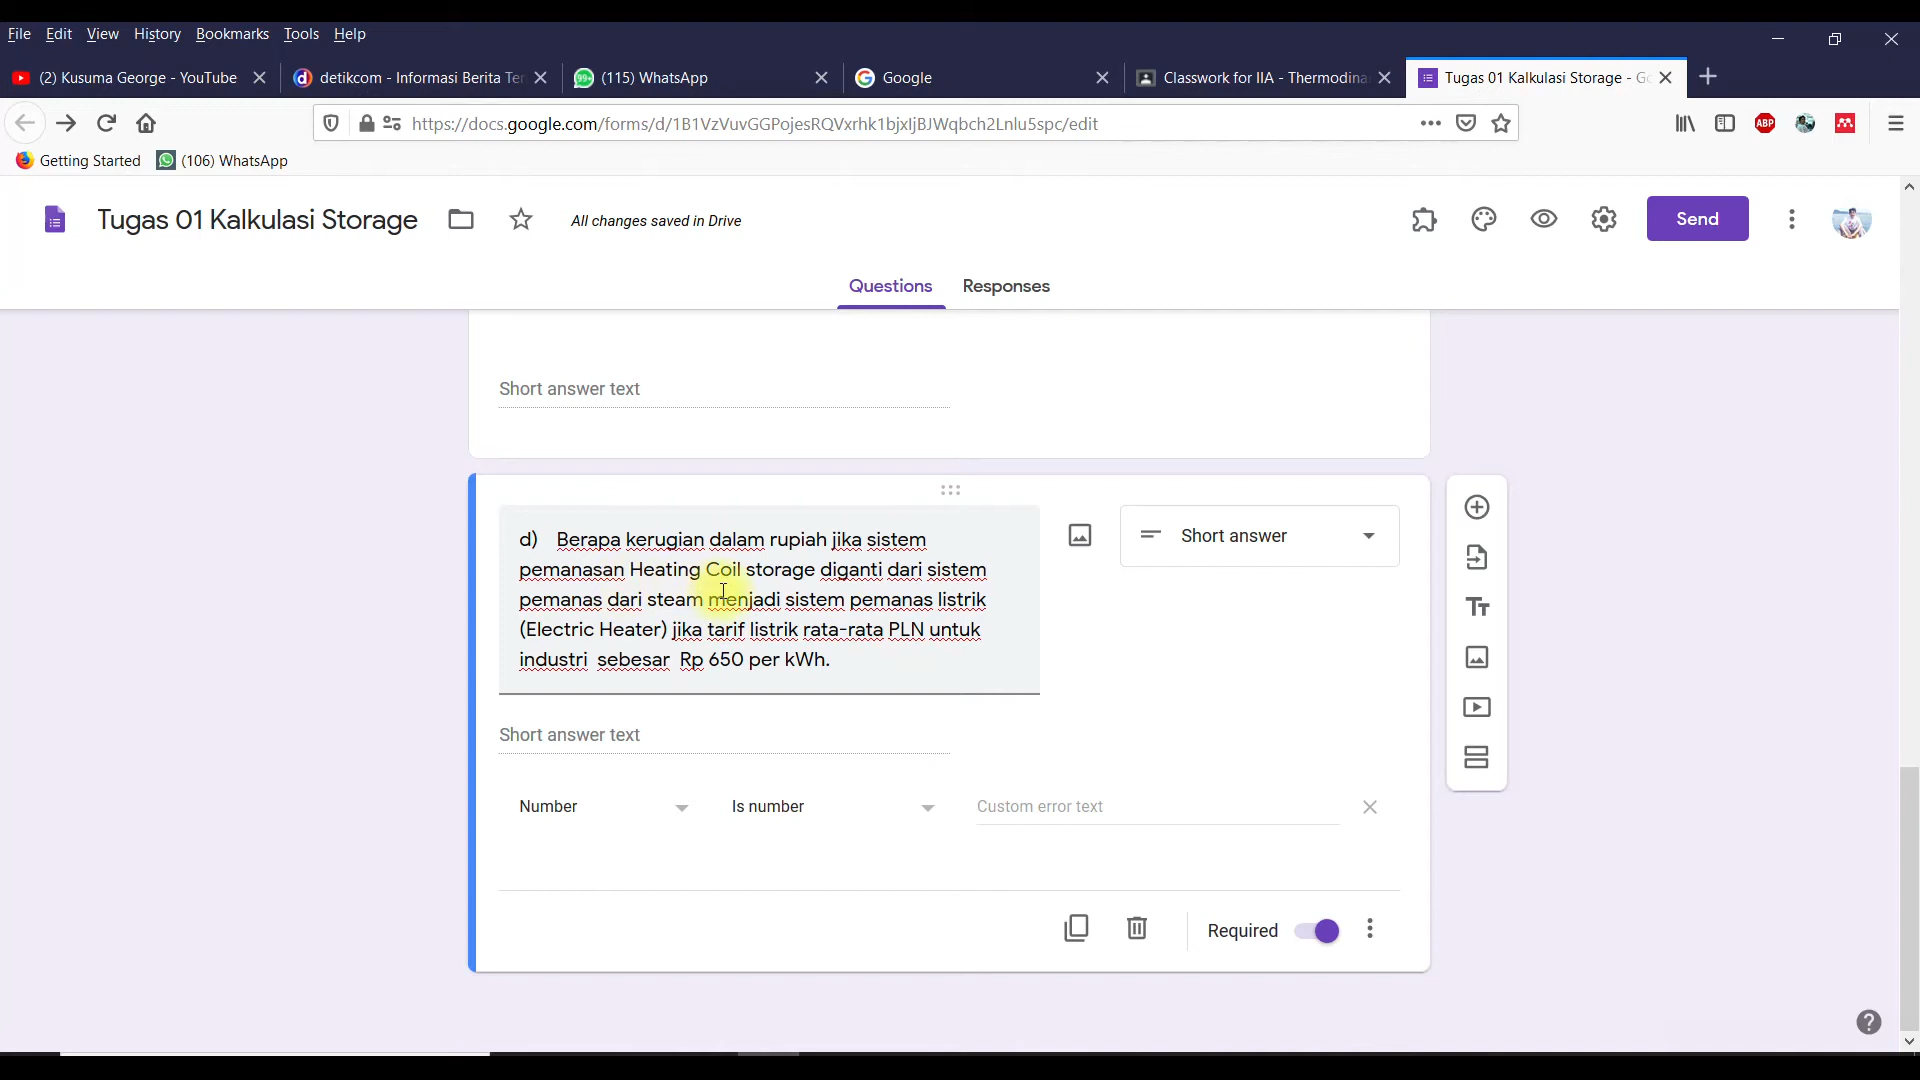 File Edit View History Bookmarks Tools Help
(2) Kusuma George - YouTube
detikcom - Informasi Berita Ter
(115) WhatsApp
Google
Classwork for IIA - Thermodina
Tugas 01 Kalkulasi Storage - Go
https://docs.google.com/forms/d/1B1VzVuvGGPojesRQVxrhk1bjxljBJWqbch2Lnlu5spc/edit
ABP
Getting Started
(106) WhatsApp
Tugas 01 Kalkulasi Storage
All changes saved in Drive
Send
Questions
Responses
Short answer text
d) Berapa kerugian dalam rupiah jika sistem
pemanasan Heating Coil storage diganti dari sistem
pemanas dari steam menjadi sistem pemanas listrik
(Electric Heater) jika tarif listrik rata-rata PLN untuk
industri sebesar Rp 650 per kWh.
Short answer
Short answer text
Number
Is number
Custom error text
Required